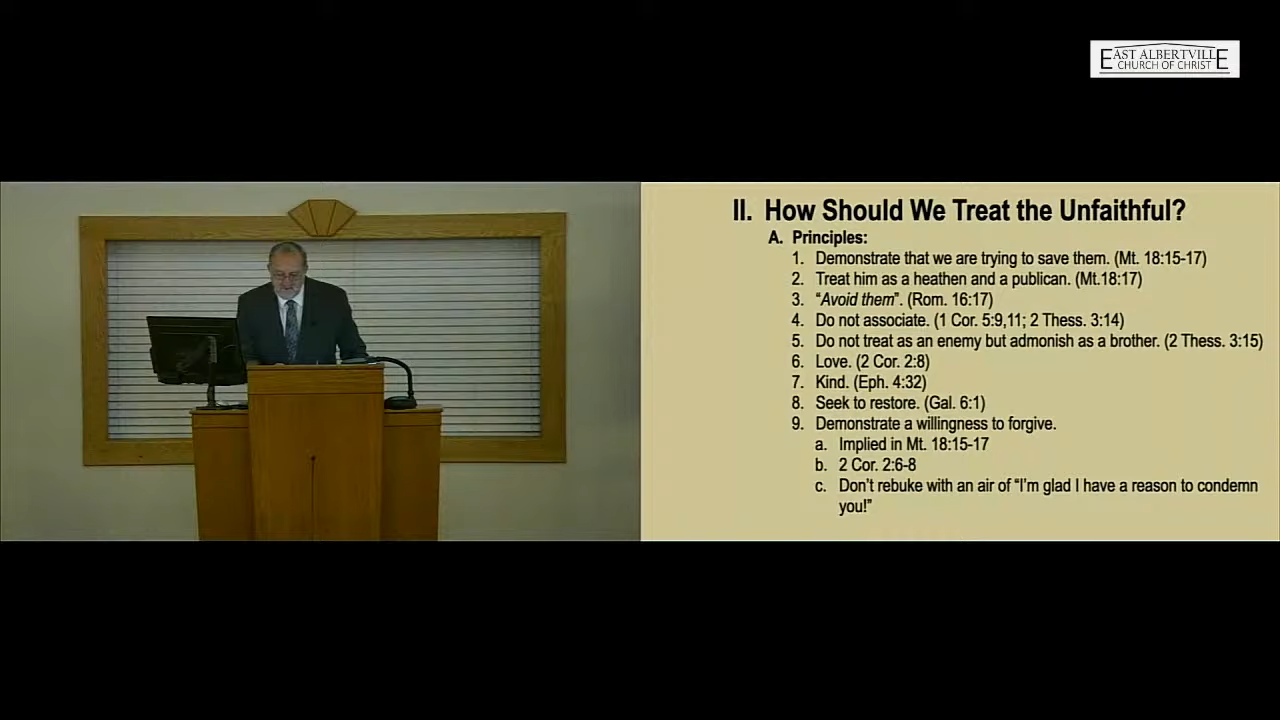 EAST ALBERTVILLE
CHURCH OF CHRIST
II. How Should We Treat the Unfaithful?
A. Principles:
1. Demonstrate that we are trying to save them. (Mt. 18:15-17)
2. Treat him as a heathen and a publican. (Mt.18:17)
3. “Avoid them”. (Rom. 16:17)
4. Do not associate. (1 Cor. 5:9,11; 2 Thess. 3:14)
5. Do not treat as an enemy but admonish as a brother. (2 Thess. 3:15)
6. Love. (2 Cor. 2:8)
7. Kind. (Eph. 4:32)
8. Seek to restore. (Gal. 6:1)
9. Demonstrate a willingness to forgive.
a. Implied in Mt. 18:15-17
b. 2 Cor. 2:6-8
c. Don’t rebuke with an air of “I’m glad I have a reason to condemn
you!”